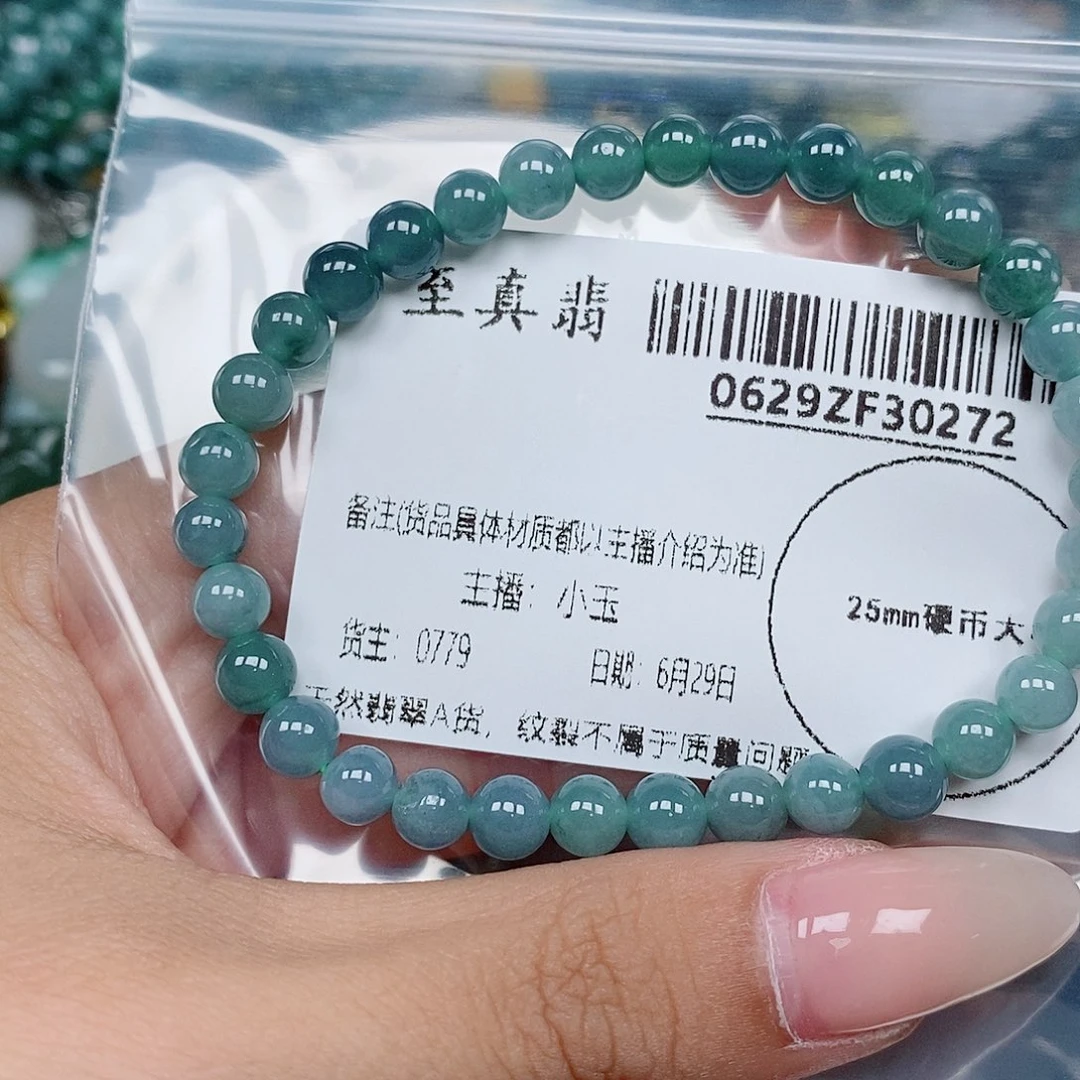 至真翡
0629ZF30272
备注(货品具体材质都以主播介绍为准)
主播：小玉
货主：0779
日期：6月29日
25mm硬币大
天然翡翠A货，纹裂不属于质量问题